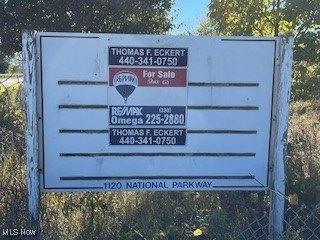 THOMAS F. ECKERT
440-341-0750
RE/MAX
For Sale
RE/MAX (330)
Omega 225-2880
THOMAS F. ECKERT
440-341-0750
1120 NATIONAL PARKWAY
MLS Now